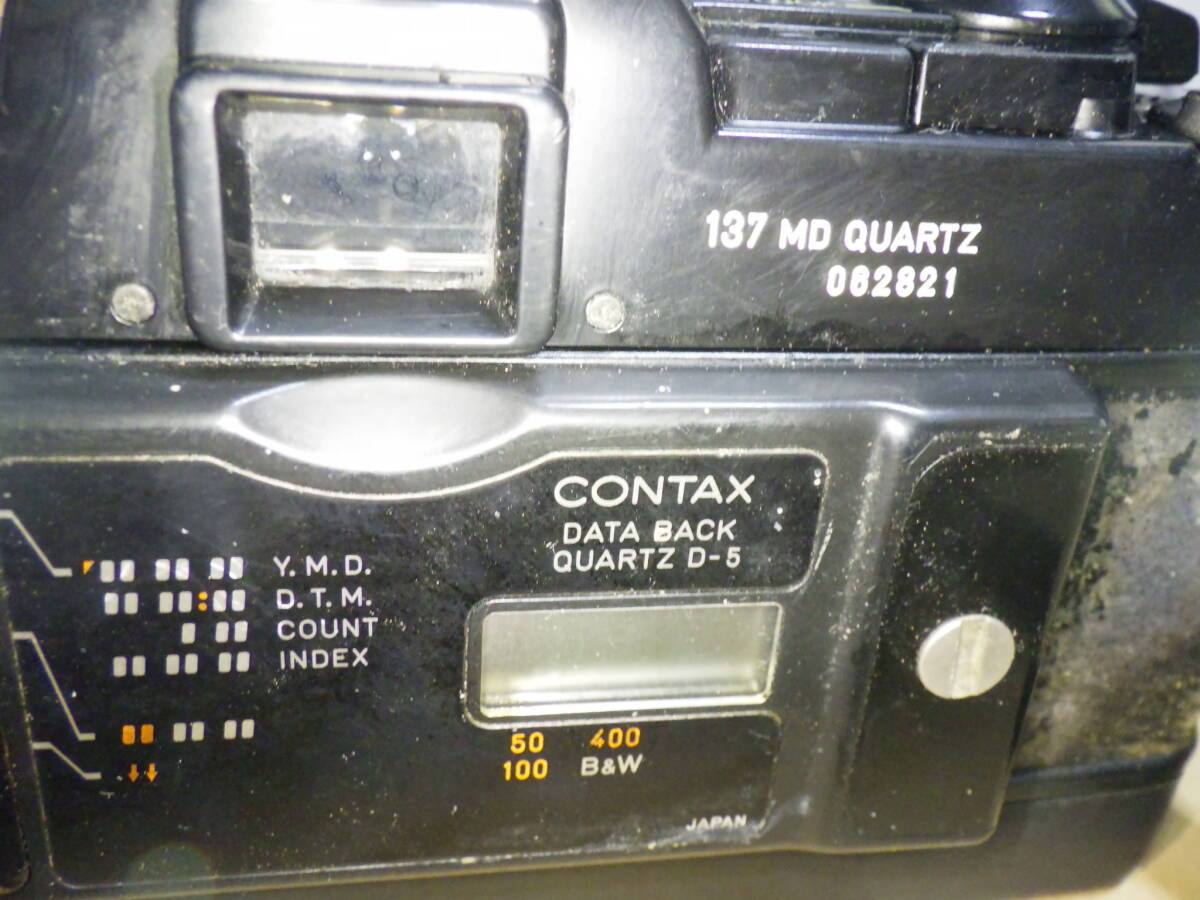 137 MD QUARTZ
062821
CONTAX
DATA BACK
QUARTZ D-5
Y. M. D.
D. T. M.
COUNT
INDEX
50 400
100 B&W
JAPAN